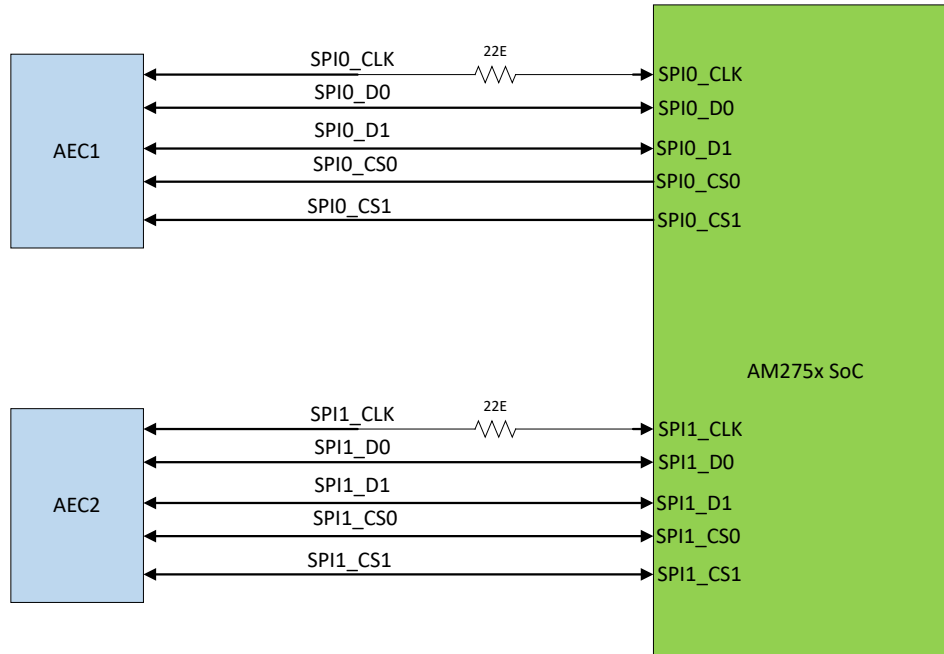 SPI0_CLK
22E
SPI0_CLK
SPI0_D0
SPI0_D0
AEC1
SPI0_D1
SPI0_D1
SPI0_CS0
SPI0_CS0
SPI0_CS1
SPI0_CS1
AM275x SoC
SPI1_CLK
22E
SPI1_CLK
SPI1_D0
SPI1_D0
AEC2
SPI1_D1
SPI1_D1
SPI1_CS0
SPI1_CS0
SPI1_CS1
SPI1_CS1